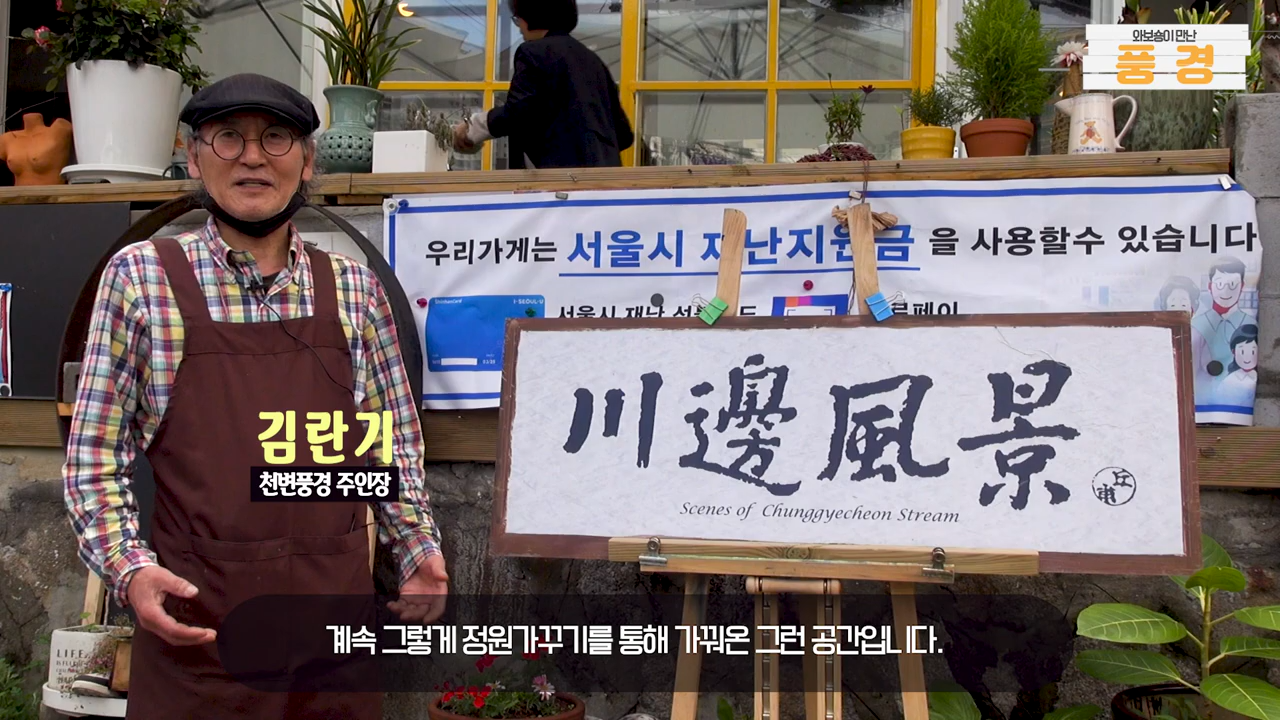 와보숑이 만난
풍경
우리가게는 서울시 재난지원금 을 사용할수 있습니다
I·SEOUL·U
서울시 재난
川邊風景
Scenes of Chunggyecheon Stream
김란기
천변풍경 주인장
LIFE
계속 그렇게 정원가꾸기를 통해 가꿔온 그런 공간입니다.